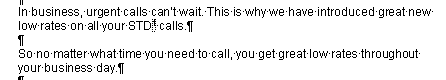 In business, urgent calls can't wait. This is why we have introduced great new
low rates on all your STD calls.¶
¶
So no matter what time you need to call, you get great low rates throughout
your business day.¶
¶